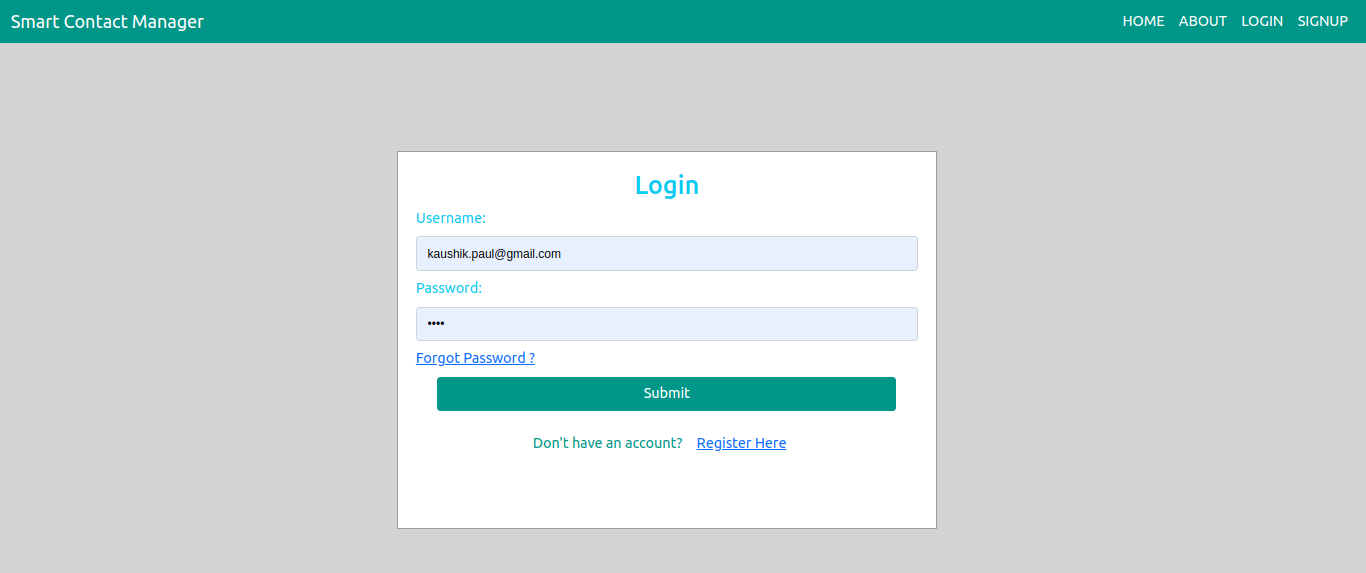 Smart Contact Manager HOME ABOUT LOGIN SIGNUP
Login
Username:
kaushik.paul@gmail.com
Password:
••••
Forgot Password ?
Submit
Don't have an account? Register Here